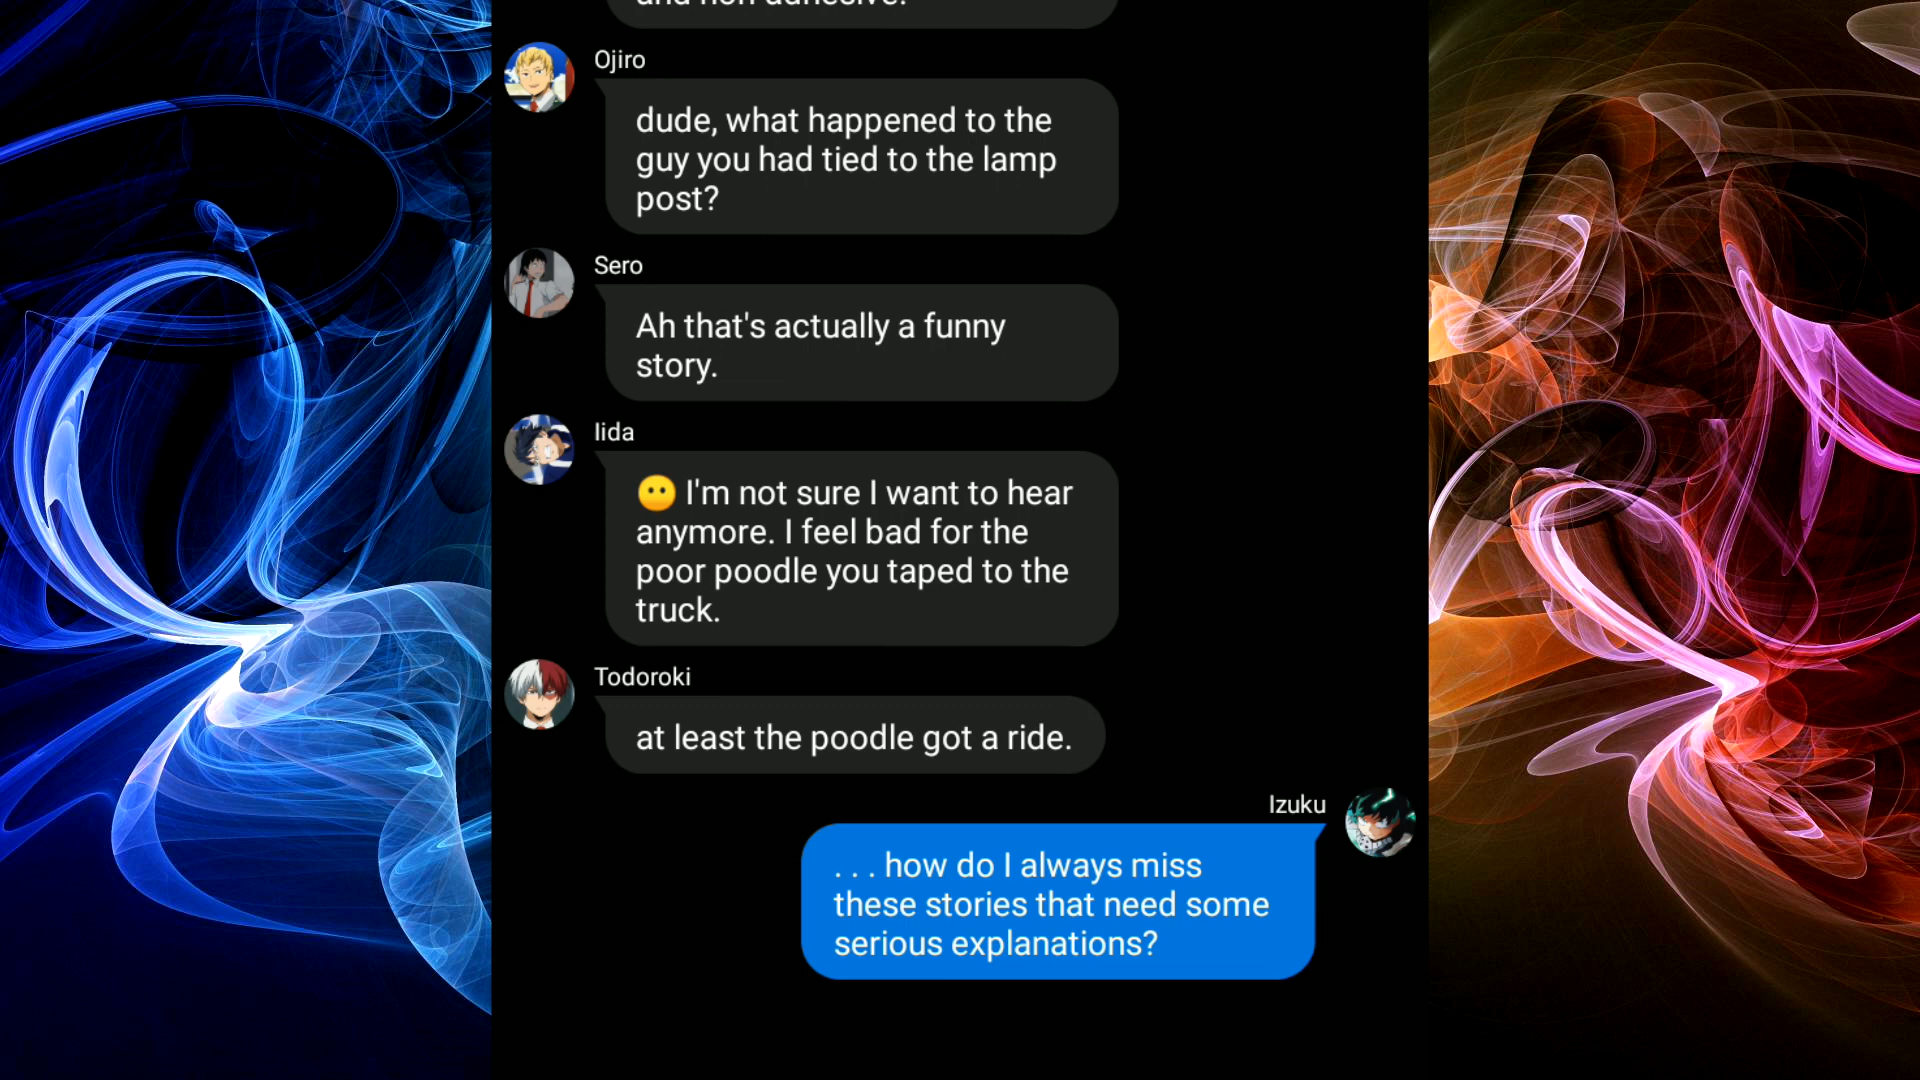 and non adhesive.
Ojiro
dude, what happened to the
guy you had tied to the lamp
post?
Sero
Ah that's actually a funny
story.
Iida
😶 I'm not sure I want to hear
anymore. I feel bad for the
poor poodle you taped to the
truck.
Todoroki
at least the poodle got a ride.
Izuku
. . . how do I always miss
these stories that need some
serious explanations?